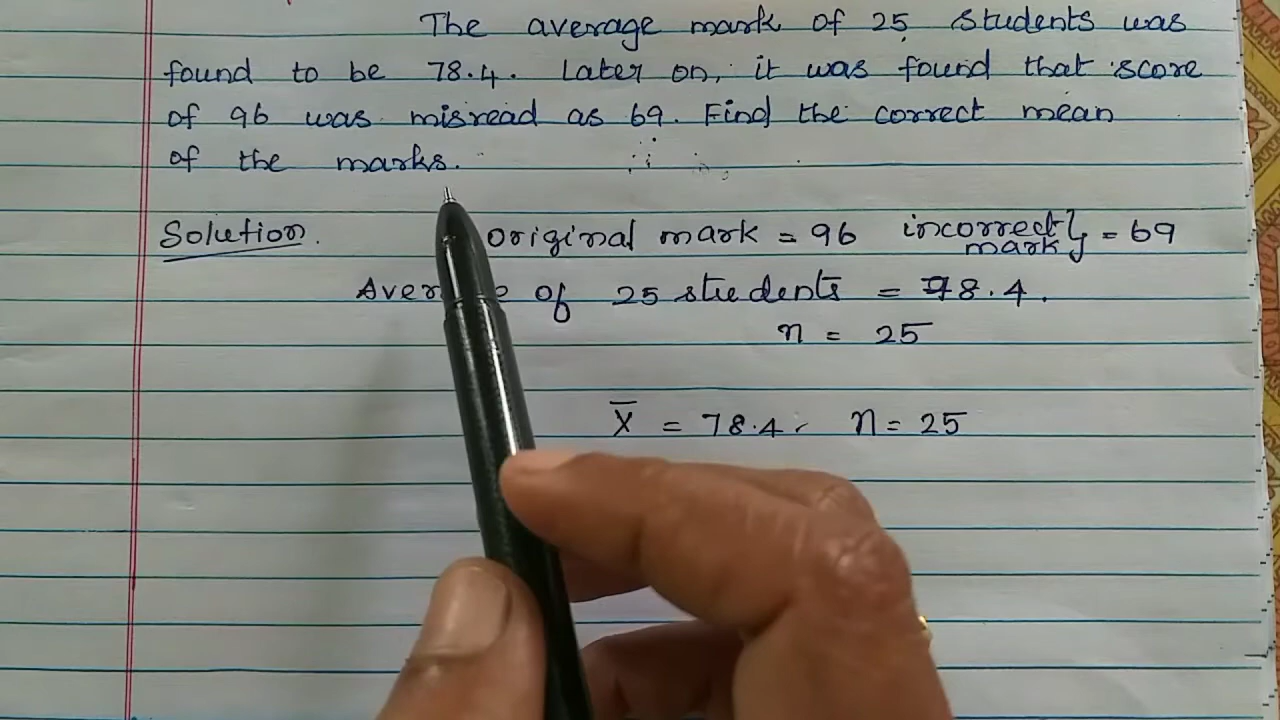 The average mark of 25 students was
found to be 78.4. Later on, it was found that score
of 96 was misread as 69. Find the correct mean
of the marks.
Solution. original mark = 96 incorrect mark} = 69
of 25 students = 78.4.
n = 25
x̄ = 78.4, n = 25